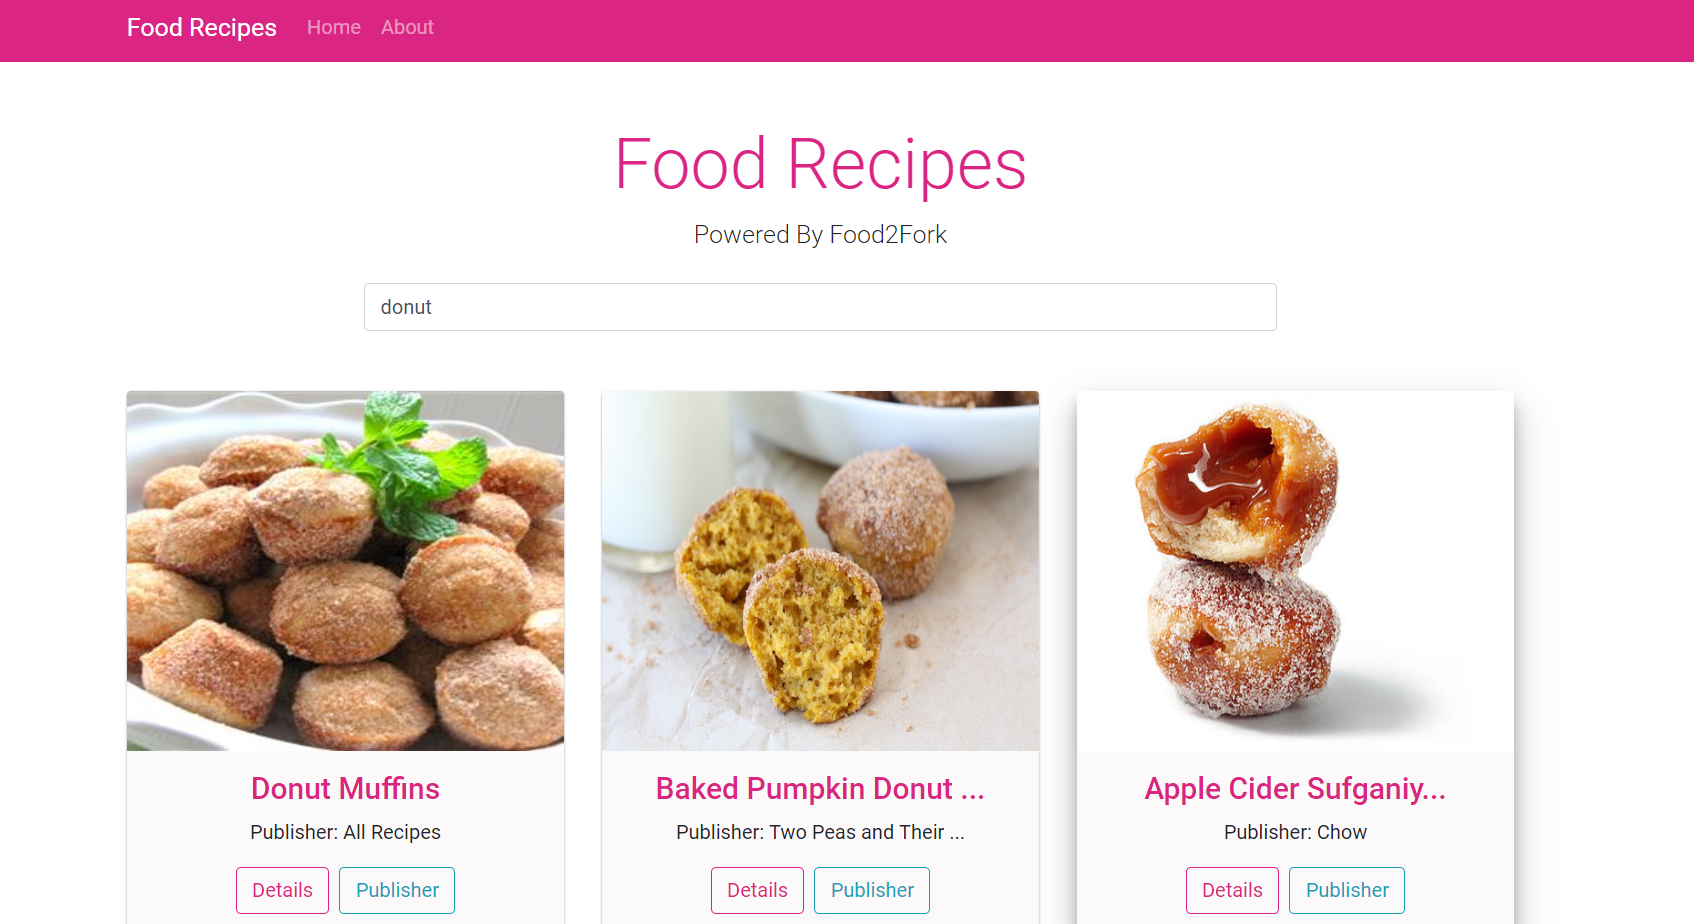 Food Recipes Home About
Food Recipes
Powered By Food2Fork
donut
Donut Muffins
Publisher: All Recipes
Details Publisher
Baked Pumpkin Donut ...
Publisher: Two Peas and Their ...
Details Publisher
Apple Cider Sufganiy...
Publisher: Chow
Details Publisher